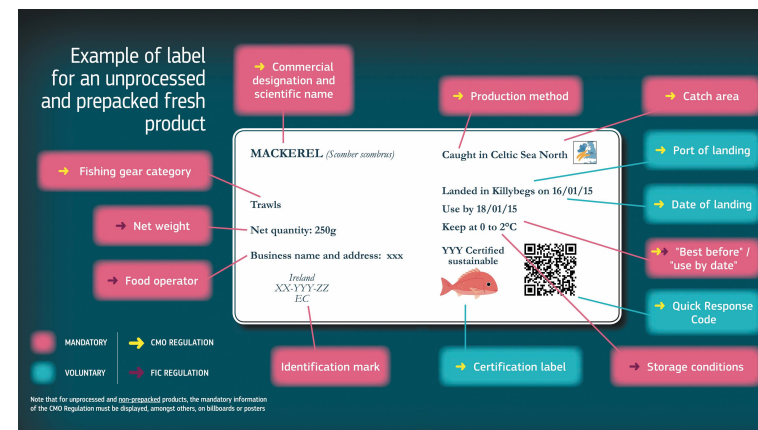 Example of label
for an unprocessed
and prepacked fresh
product
Commercial
designation and
scientific name
Production method
Catch area
Port of landing
Fishing gear category
Date of landing
Net weight
"Best before" /
"use by date"
Food operator
Quick Response
Code
Identification mark
Certification label
Storage conditions
MACKEREL (Scomber scombrus)
Trawls
Net quantity: 250g
Business name and address: xxx
Ireland
XX-YYY-ZZ
EC
Caught in Celtic Sea North
Landed in Killybegs on 16/01/15
Use by 18/01/15
Keep at 0 to 2°C
YYY Certified
sustainable
MANDATORY
CMO REGULATION
VOLUNTARY
FIC REGULATION
Note that for unprocessed and non-prepacked products, the mandatory information
of the CMO Regulation must be displayed, amongst others, on billboards or posters